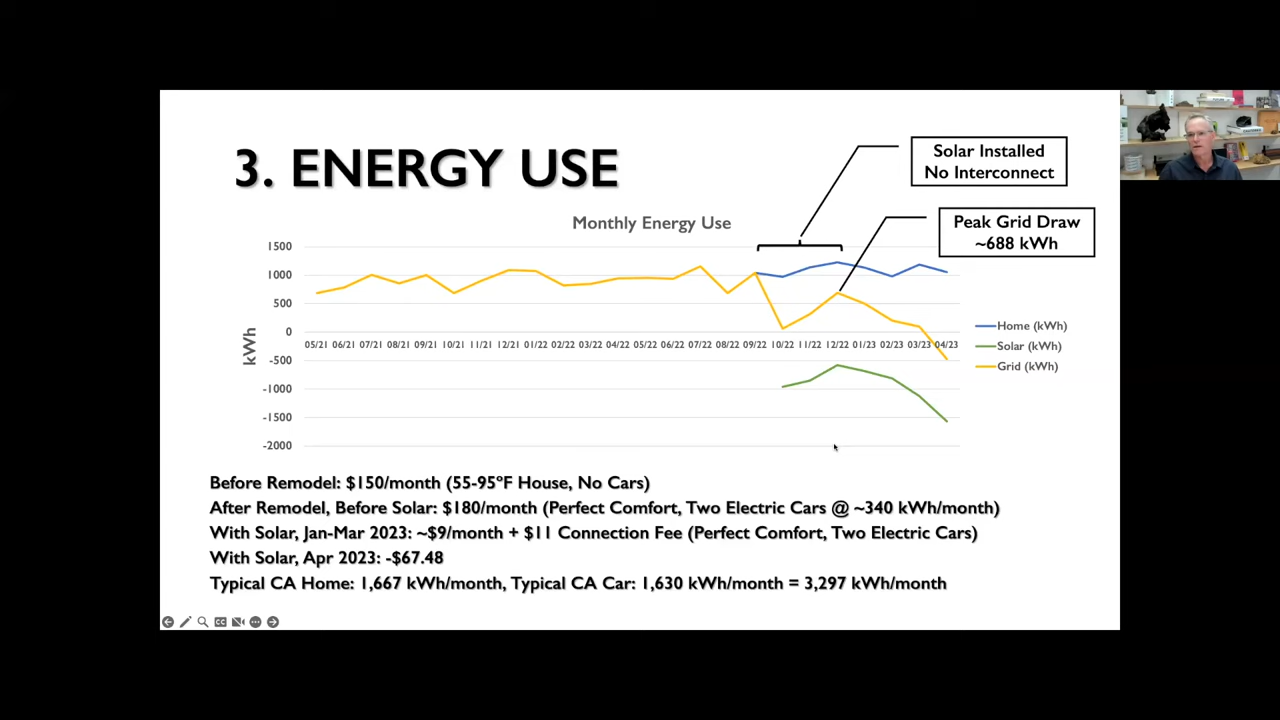 3. ENERGY USE
Solar Installed
No Interconnect
Peak Grid Draw
~688 kWh
Monthly Energy Use
1500
1000
500
0
-500
-1000
-1500
-2000
kWh
05/21 06/21 07/21 08/21 09/21 10/21 11/21 12/21 01/22 02/22 03/22 04/22 05/22 06/22 07/22 08/22 09/22 10/22 11/22 12/22 01/23 02/23 03/23 04/23
Home (kWh)
Solar (kWh)
Grid (kWh)
Before Remodel: $150/month (55-95ºF House, No Cars)
After Remodel, Before Solar: $180/month (Perfect Comfort, Two Electric Cars @ ~340 kWh/month)
With Solar, Jan-Mar 2023: ~$9/month + $11 Connection Fee (Perfect Comfort, Two Electric Cars)
With Solar, Apr 2023: -$67.48
Typical CA Home: 1,667 kWh/month, Typical CA Car: 1,630 kWh/month = 3,297 kWh/month
CC